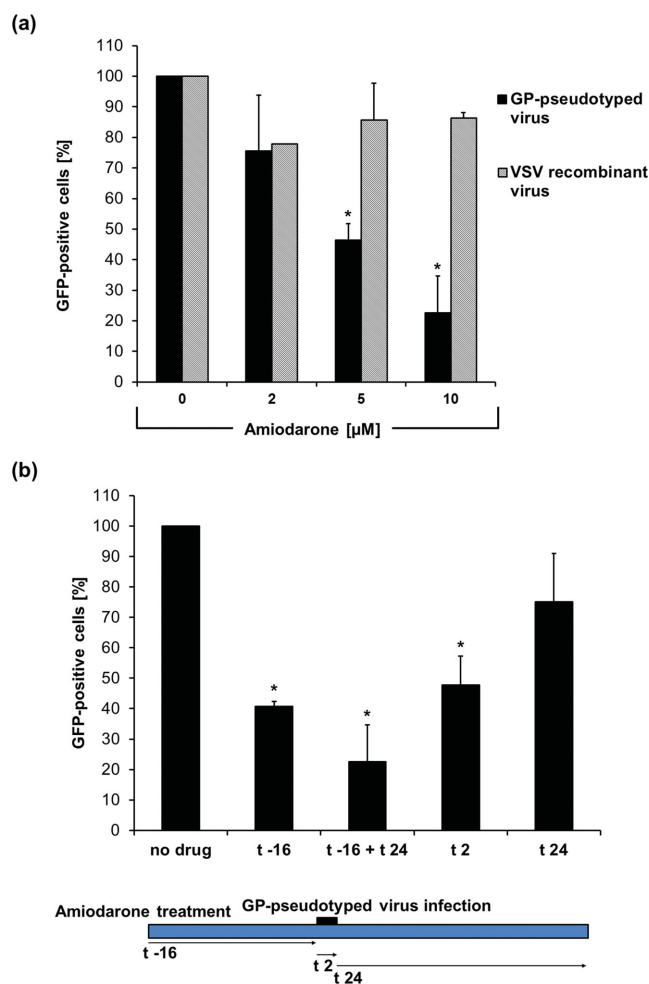 (a)
110
100
90
80
70
60
50
40
30
20
10
0
GFP-positive cells [%]
*
*
0 2 5 10
Amiodarone [µM]
GP-pseudotyped
virus
VSV recombinant
virus
(b)
110
100
90
80
70
60
50
40
30
20
10
0
GFP-positive cells [%]
*
*
*
no drug t -16 t -16 + t 24 t 2 t 24
Amiodarone treatment GP-pseudotyped virus infection
t -16
t 2
t 24